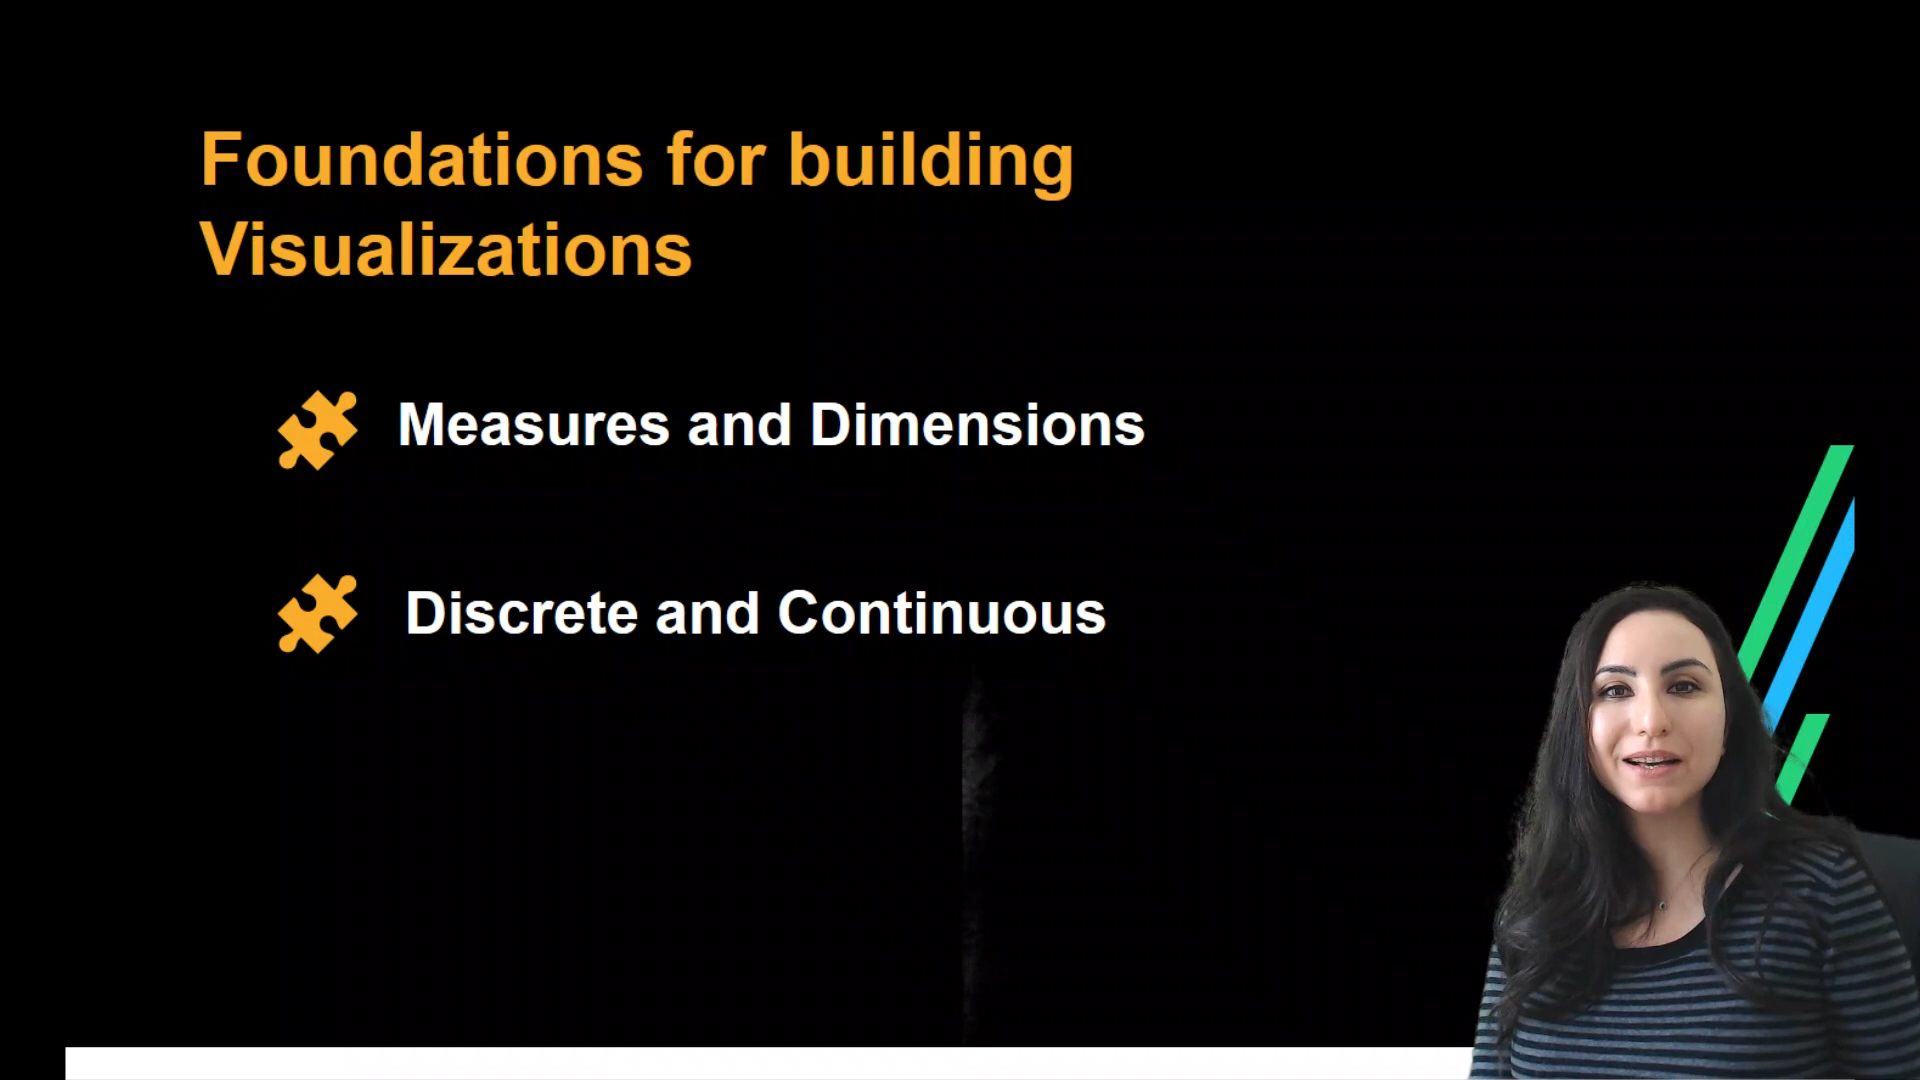 Foundations for building
Visualizations
Measures and Dimensions
Discrete and Continuous